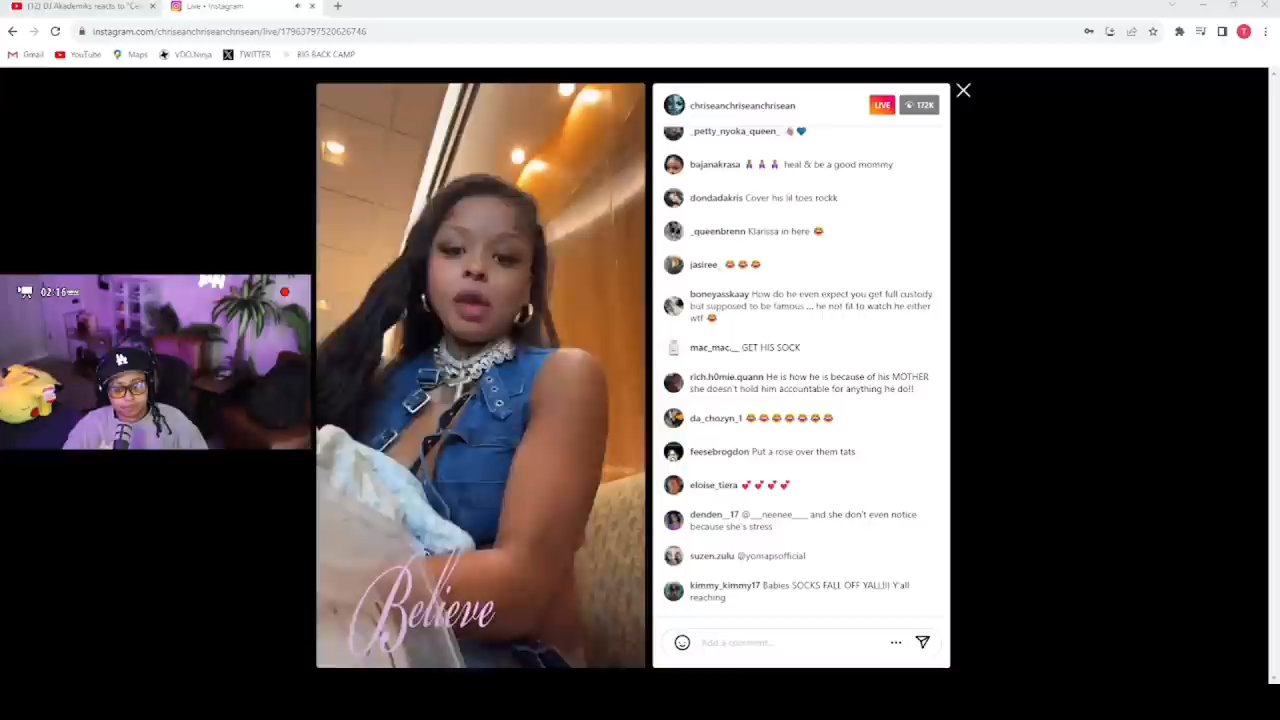 (12) DJ Akademiks reacts to "Cei
Live • Instagram
instagram.com/chriseanchriseanchrisean/live/17963797520626746
Gmail YouTube Maps VDO.Ninja TWITTER BIG BACK CAMP
02:16
LA
Believe
chriseanchriseanchrisean LIVE 172K
_petty_nyoka_queen_ 👏🏽💙
bajanakrasa 🧘🏾‍♀️🧘🏾‍♀️🧘🏾‍♀️ heal & be a good mommy
dondadakris Cover his lil toes rockk
_queenbrenn Klarissa in here 😂
jasiree_ 😂😂😂
boneyasskaay How do he even expect you get full custody
but supposed to be famous ... he not fit to watch he either
wtf 😂
mac_mac.__ GET HIS SOCK
rich.h0mie.quann He is how he is because of his MOTHER
she doesn't hold him accountable for anything he do!!
da_chozyn_1 😂😂😂😂😂😂😂
feesebrogdon Put a rose over them tats
eloise_tiera 💕💕💕💕
denden__17 @___neenee____ and she don't even notice
because she's stress
suzen.zulu @yomapsofficial
kimmy_kimmy17 Babies SOCKS FALL OFF YALL!!! Y'all
reaching
Add a comment...